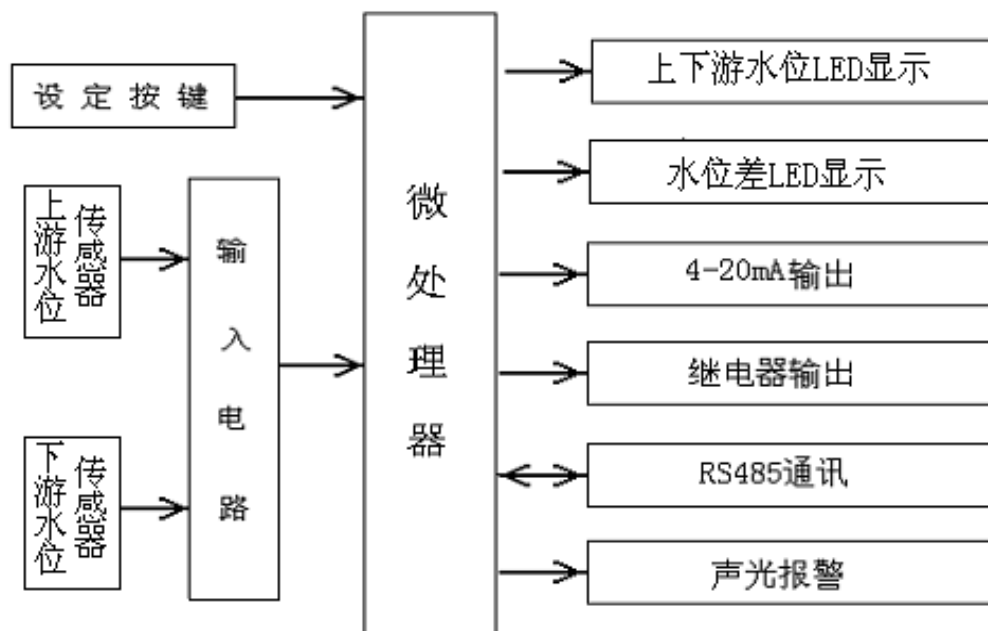 设定按键
上游水位
传感器
下游水位
传感器
输入电路
微处理器
上下游水位LED显示
水位差LED显示
4-20mA输出
继电器输出
RS485通讯
声光报警